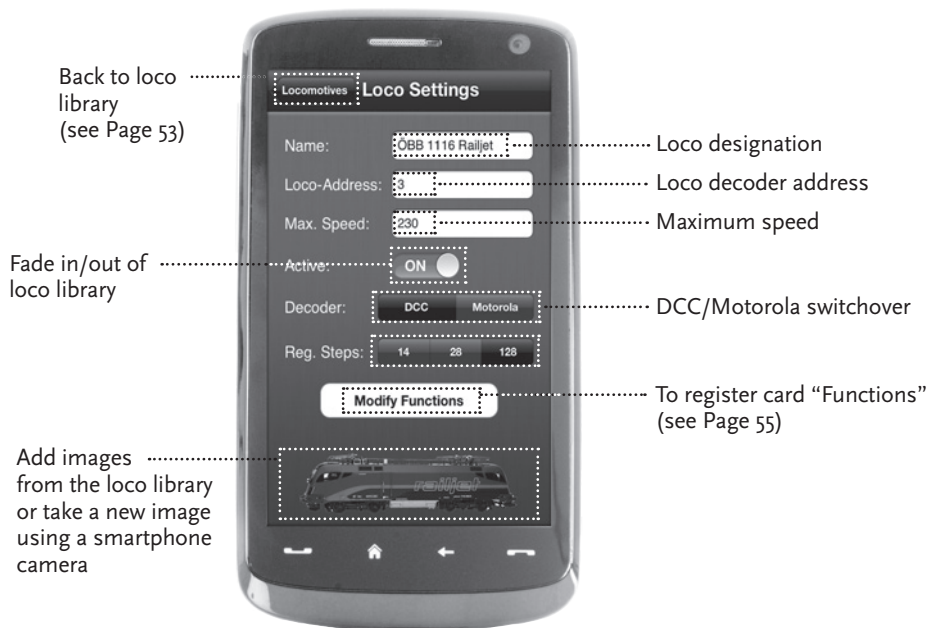 Back to loco
library
(see Page 53)
Locomotives
Loco Settings
Name:
ÖBB 1116 Railjet
Loco designation
Loco-Address:
3
Loco decoder address
Max. Speed:
230
Maximum speed
Fade in/out of
loco library
Active:
ON
Decoder:
DCC
Motorola
DCC/Motorola switchover
Reg. Steps:
14
28
128
Modify Functions
To register card “Functions”
(see Page 55)
Add images
from the loco library
or take a new image
using a smartphone
camera
railjet